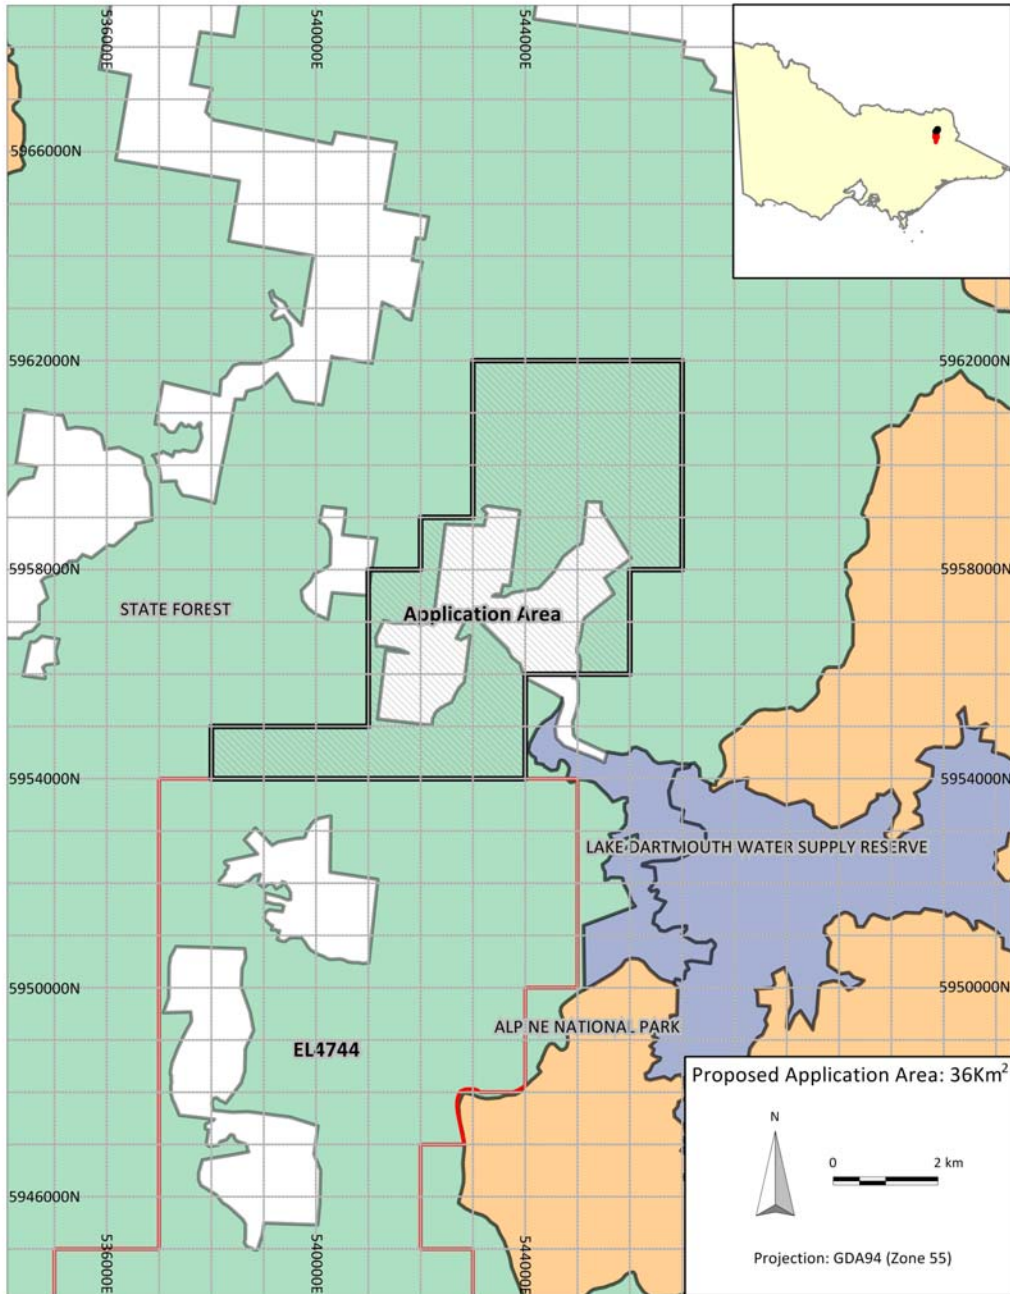 536000E
540000E
544000E
5966000N
5962000N
5962000N
5958000N
5958000N
STATE FOREST
Application Area
5954000N
5954000N
LAKE DARTMOUTH WATER SUPPLY RESERVE
5950000N
5950000N
ALPINE NATIONAL PARK
EL4744
5946000N
536000E
540000E
544000E
Proposed Application Area: 36Km²
N
0 2 km
Projection: GDA94 (Zone 55)